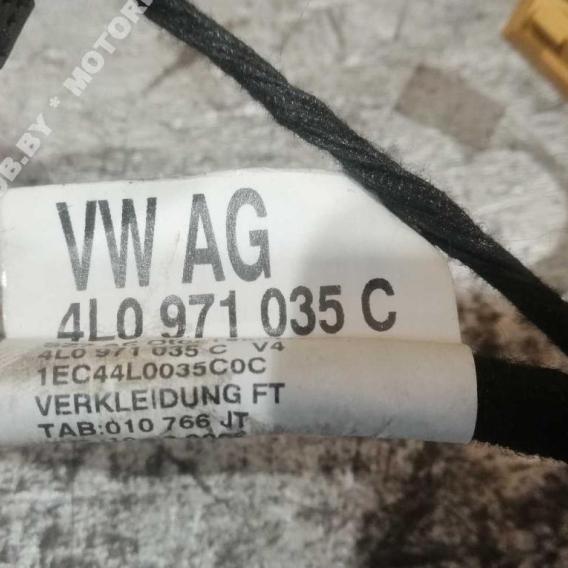 VW AG
4L0 971 035 C
4L0 971 035 C V4
1EC44L0035C0C
VERKLEIDUNG FT
TAB:010 766 JT